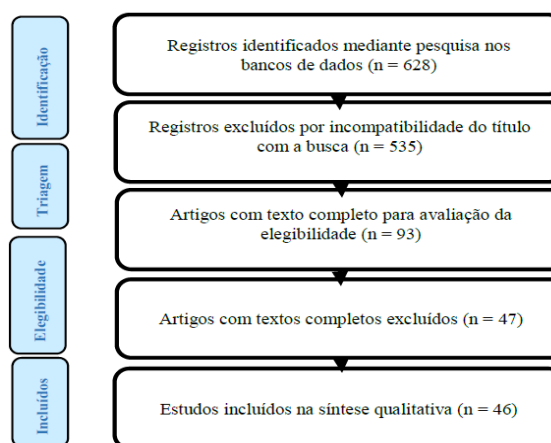 Identificação
Registros identificados mediante pesquisa nos
bancos de dados (n = 628)
Registros excluídos por incompatibilidade do título
com a busca (n = 535)
Triagem
Artigos com texto completo para avaliação da
elegibilidade (n = 93)
Elegibilidade
Artigos com textos completos excluídos (n = 47)
Incluídos
Estudos incluídos na síntese qualitativa (n = 46)